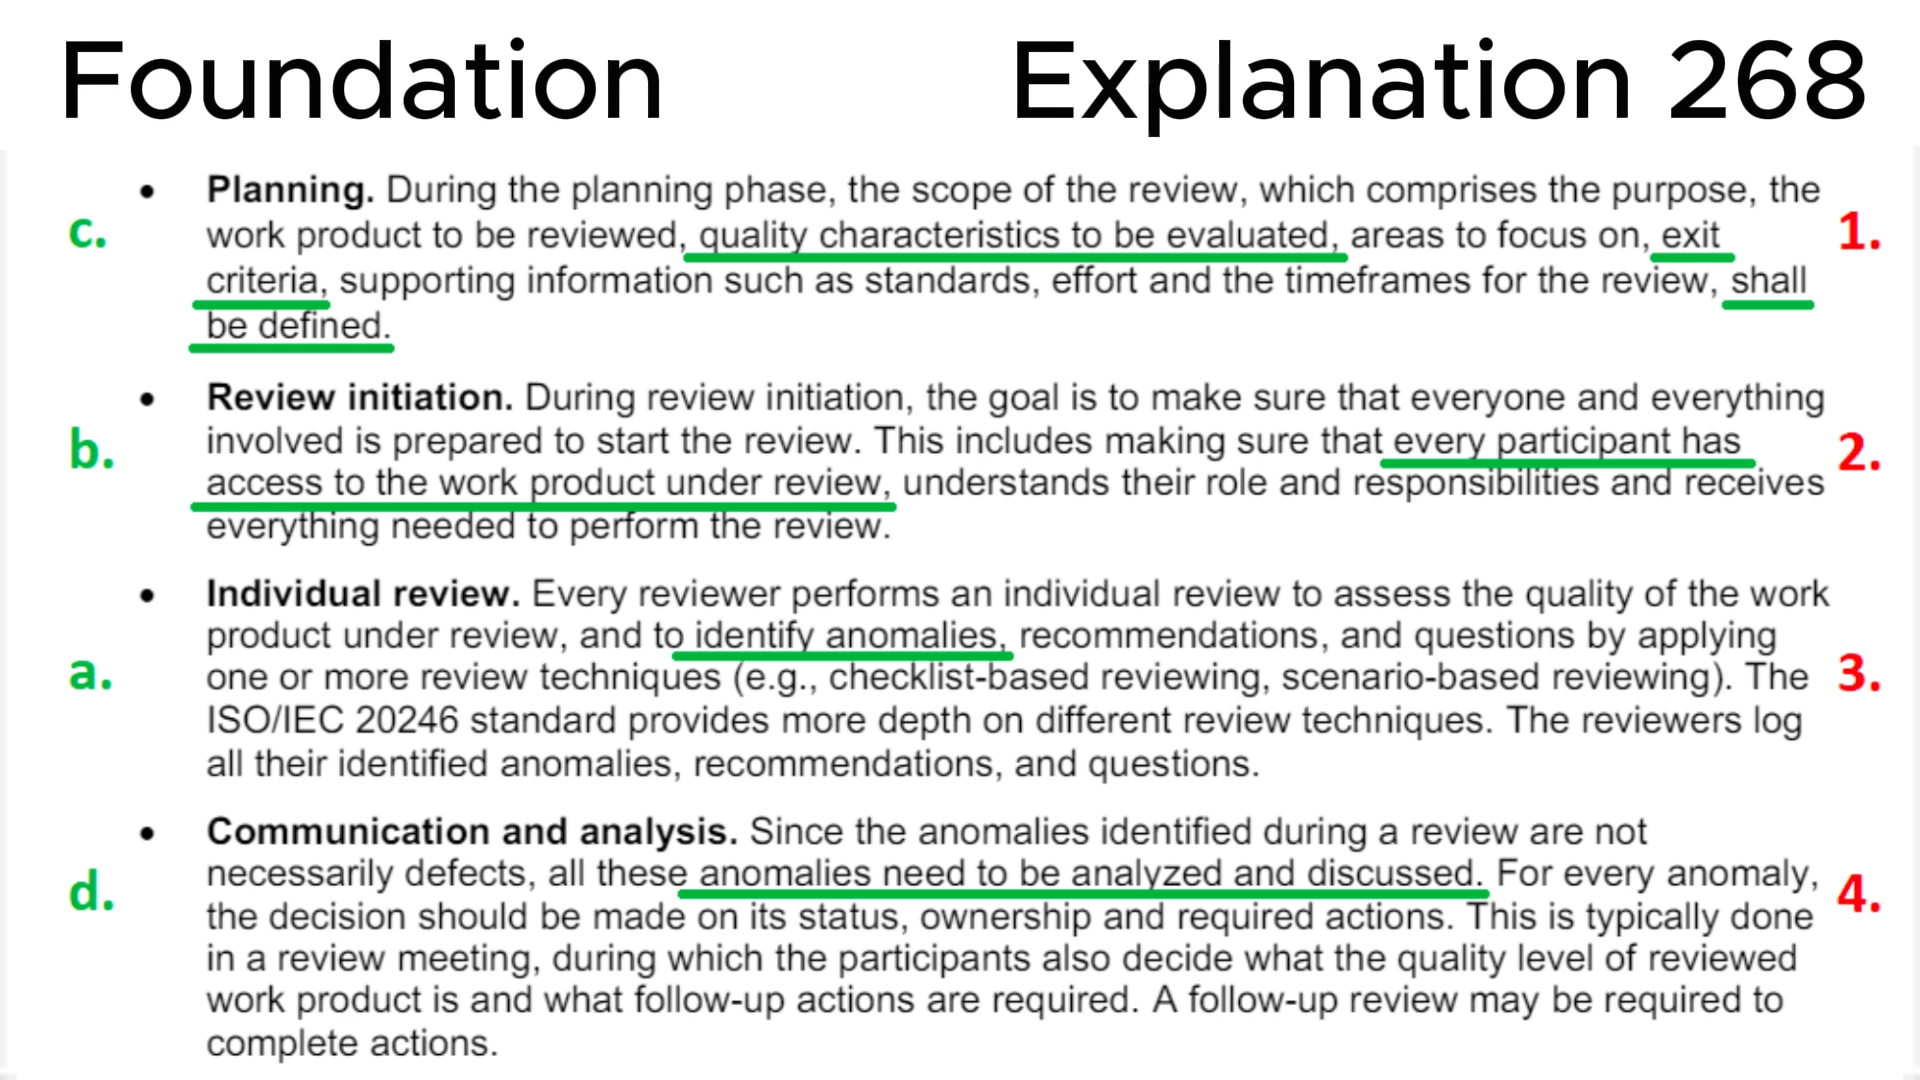 Foundation Explanation 268
• Planning. During the planning phase, the scope of the review, which comprises the purpose, the
c. work product to be reviewed, quality characteristics to be evaluated, areas to focus on, exit 1.
criteria, supporting information such as standards, effort and the timeframes for the review, shall
be defined.
• Review initiation. During review initiation, the goal is to make sure that everyone and everything
b. involved is prepared to start the review. This includes making sure that every participant has 2.
access to the work product under review, understands their role and responsibilities and receives
everything needed to perform the review.
• Individual review. Every reviewer performs an individual review to assess the quality of the work
product under review, and to identify anomalies, recommendations, and questions by applying
a. one or more review techniques (e.g., checklist-based reviewing, scenario-based reviewing). The 3.
ISO/IEC 20246 standard provides more depth on different review techniques. The reviewers log
all their identified anomalies, recommendations, and questions.
• Communication and analysis. Since the anomalies identified during a review are not
d. necessarily defects, all these anomalies need to be analyzed and discussed. For every anomaly, 4.
the decision should be made on its status, ownership and required actions. This is typically done
in a review meeting, during which the participants also decide what the quality level of reviewed
work product is and what follow-up actions are required. A follow-up review may be required to
complete actions.